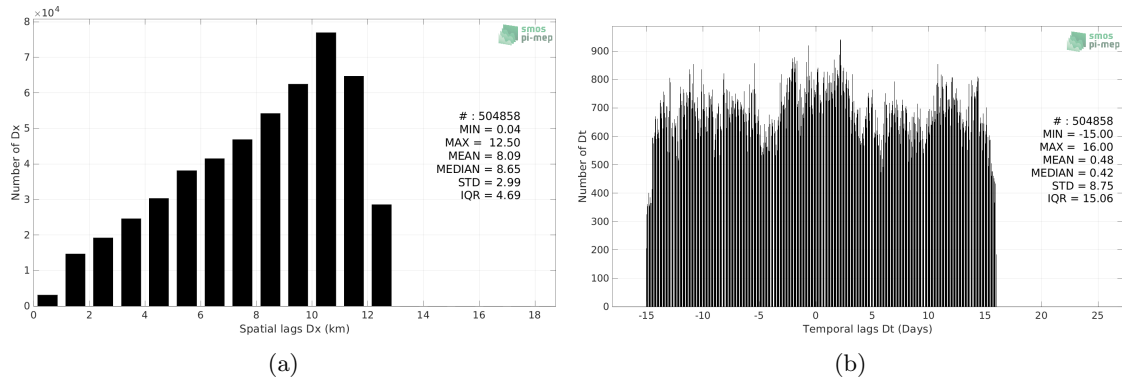 ×10⁴
8
7
6
5
4
3
2
1
0
Number of Dx
smos
pi-mep
# : 504858
MIN = 0.04
MAX = 12.50
MEAN = 8.09
MEDIAN = 8.65
STD = 2.99
IQR = 4.69
0 2 4 6 8 10 12 14 16 18
Spatial lags Dx (km)
(a)
900
800
700
600
500
400
300
200
100
0
Number of Dt
smos
pi-mep
# : 504858
MIN = -15.00
MAX = 16.00
MEAN = 0.48
MEDIAN = 0.42
STD = 8.75
IQR = 15.06
-15 -10 -5 0 5 10 15 20 25
Temporal lags Dt (Days)
(b)